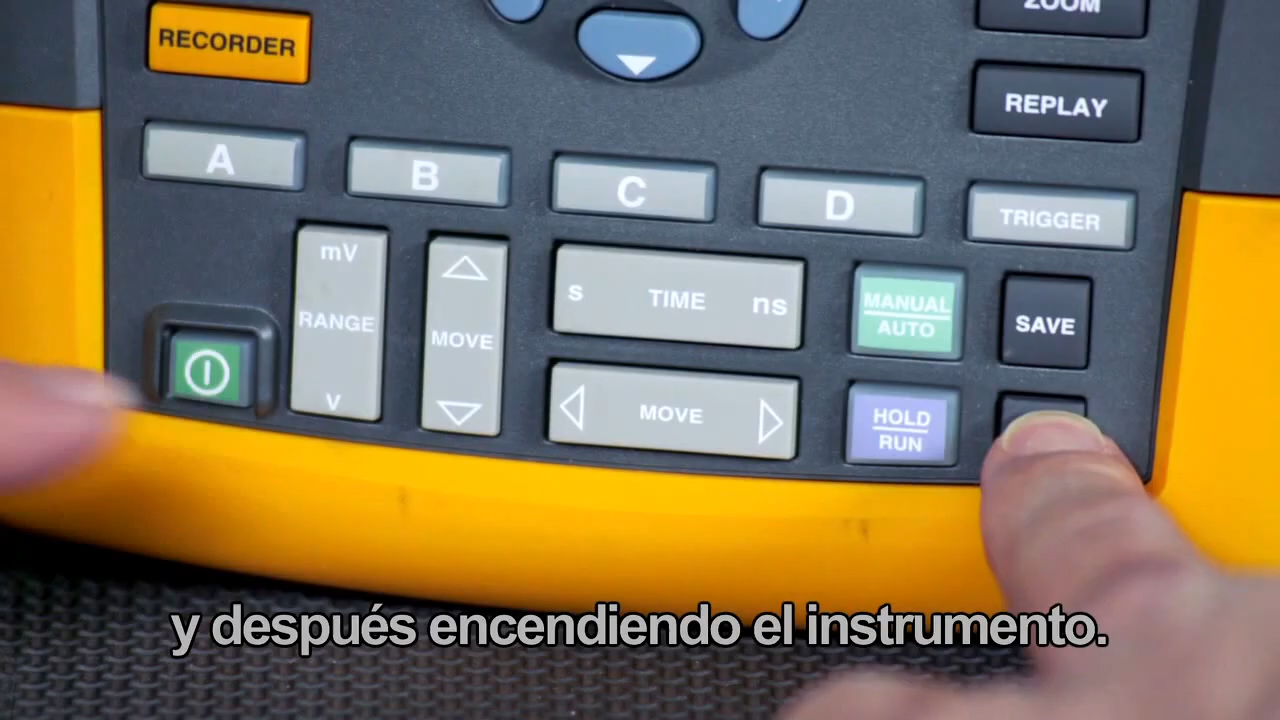 ZOOM
RECORDER
REPLAY
A
B
C
D
TRIGGER
mV
RANGE
V
MOVE
s TIME ns
MANUAL
AUTO
SAVE
MOVE
HOLD
RUN
y después encendiendo el instrumento.